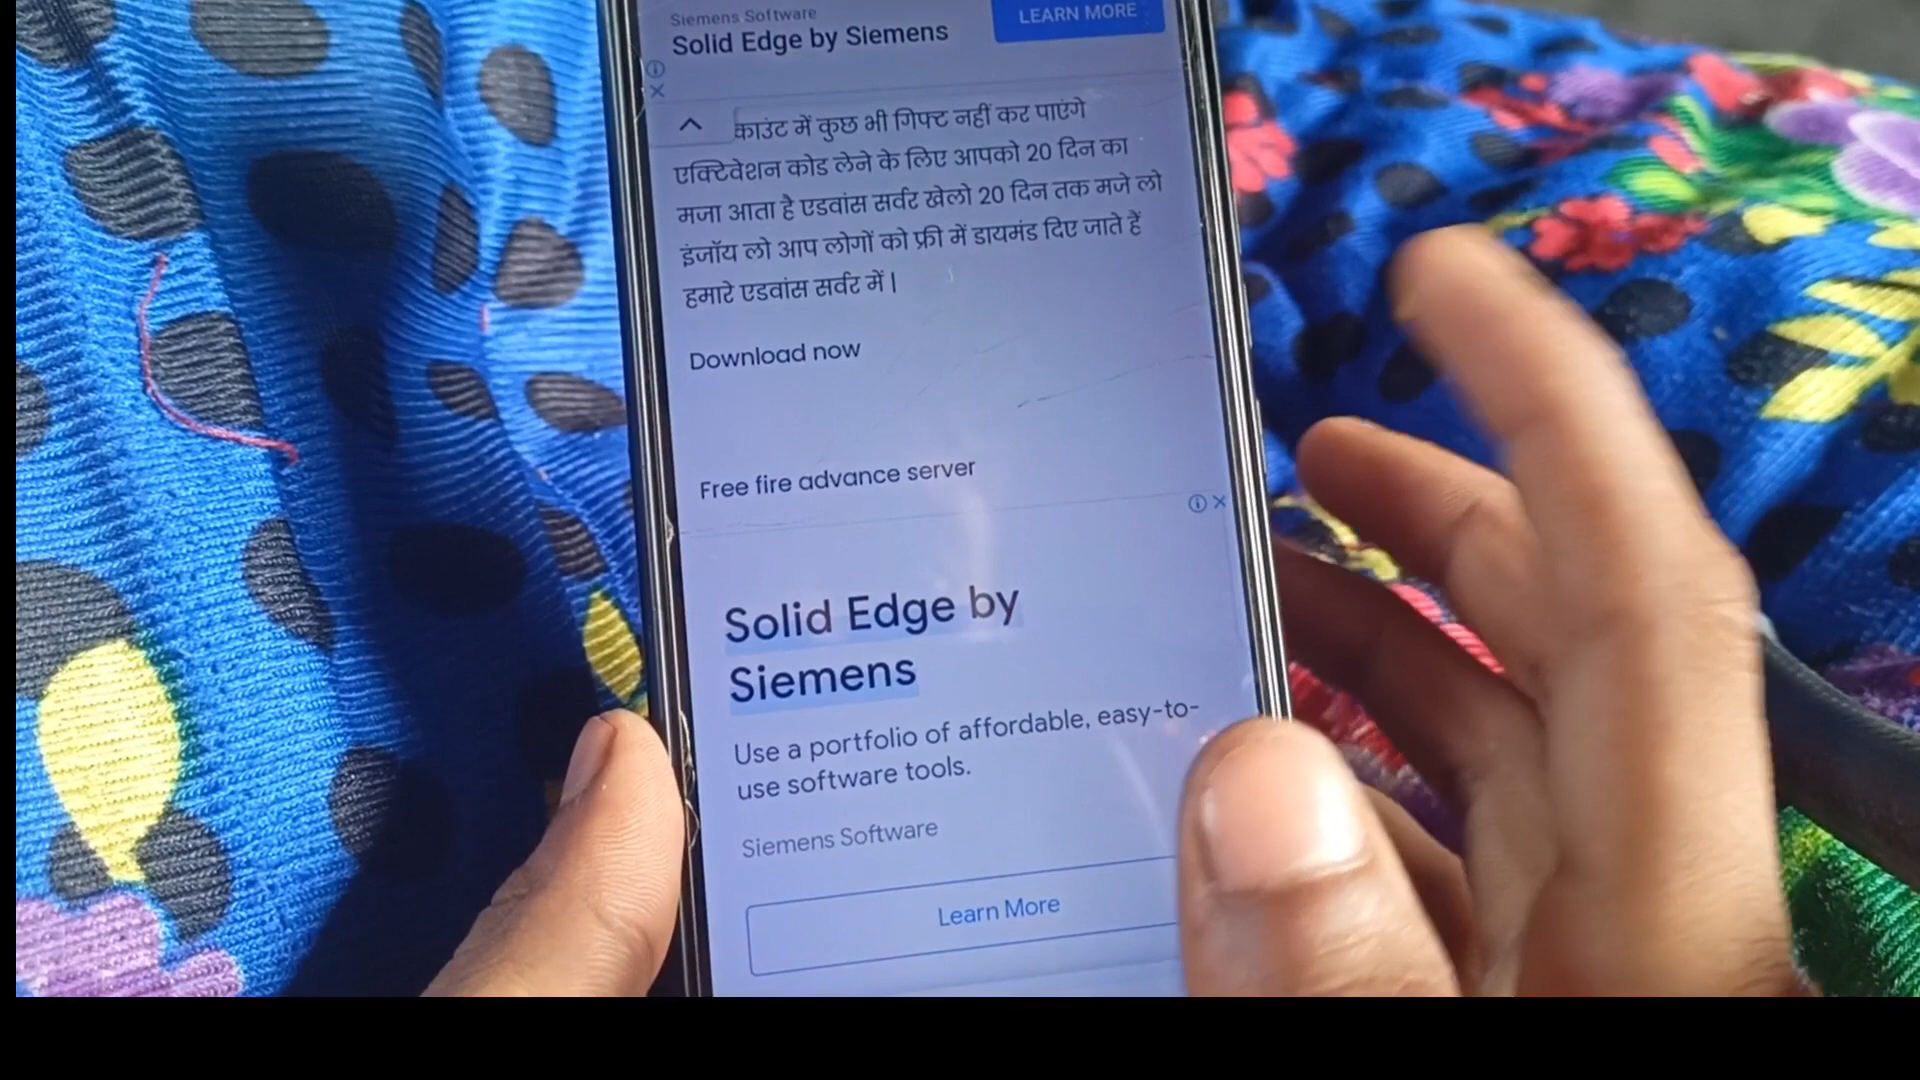 Siemens Software
Solid Edge by Siemens
LEARN MORE
काउंट में कुछ भी गिफ्ट नहीं कर पाएंगे
एक्टिवेशन कोड लेने के लिए आपको 20 दिन का
मजा आता है एडवांस सर्वर खेलो 20 दिन तक मजे लो
इंजॉय लो आप लोगों को फ्री में डायमंड दिए जाते हैं
हमारे एडवांस सर्वर में |
Download now
Free fire advance server
Solid Edge by
Siemens
Use a portfolio of affordable, easy-to-
use software tools.
Siemens Software
Learn More